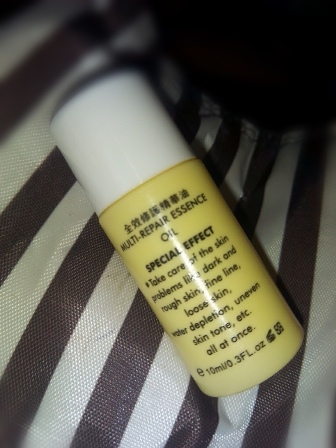 全效修護精華油
MULTI-REPAIR ESSENCE
OIL
SPECIAL EFFECT
Take care of the skin
problems like dark and
rough skin, fine line,
loose skin,
water depletion, uneven
skin tone, etc.
all at once.
℮ 10ml/0.3FL.oz